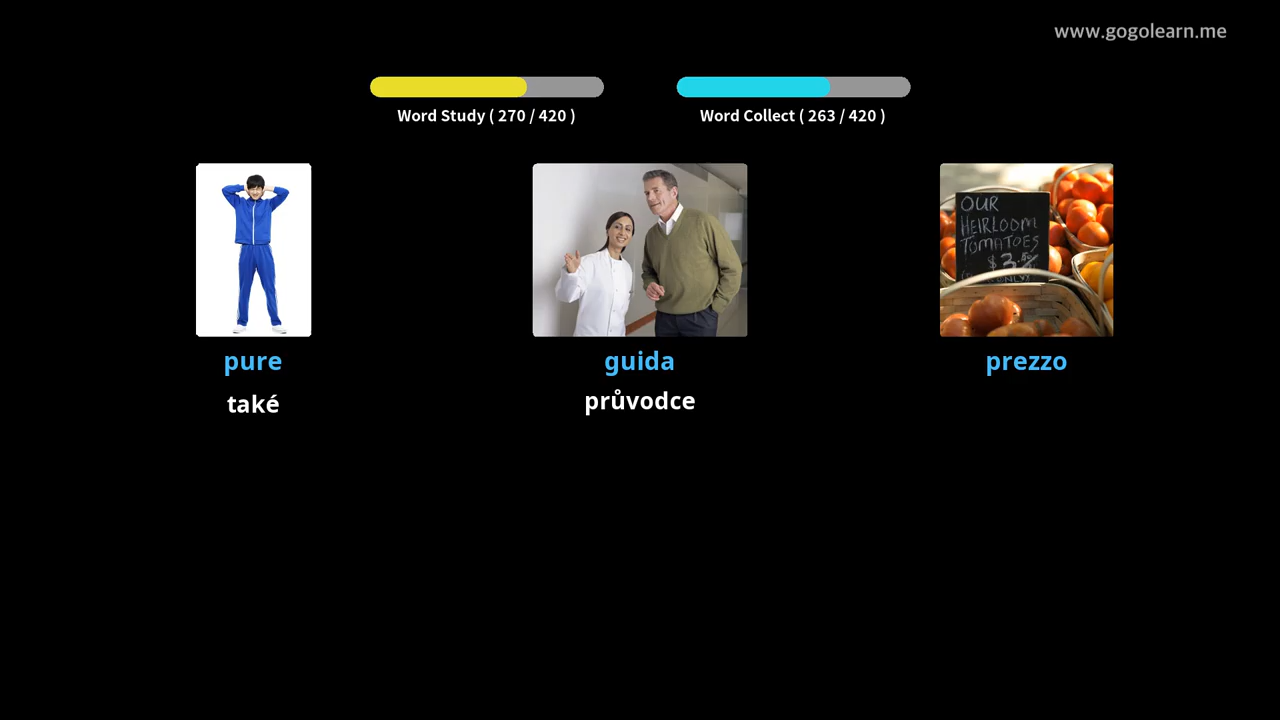 www.gogolearn.me
Word Study ( 270 / 420 )
Word Collect ( 263 / 420 )
OUR
HEIRLOOM
TOMATOES
pure
guida
prezzo
také
průvodce